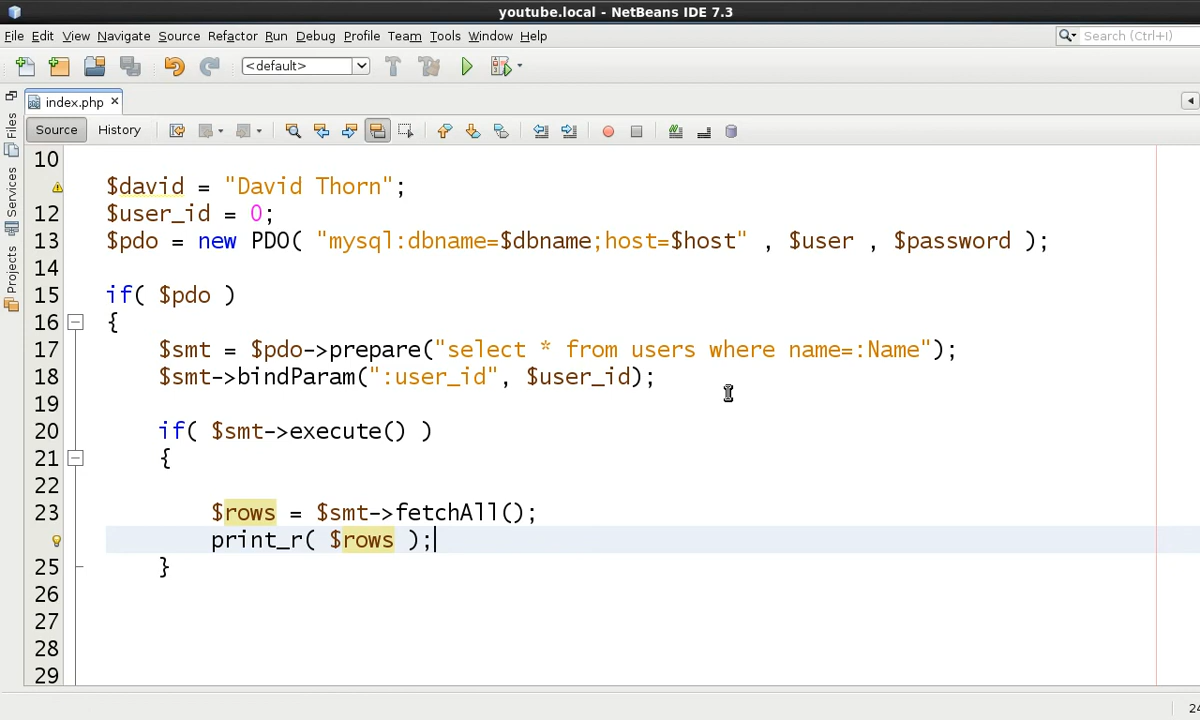 youtube.local - NetBeans IDE 7.3
File Edit View Navigate Source Refactor Run Debug Profile Team Tools Window Help
Search (Ctrl+I)
<default>
index.php
Source History
Files
Services
Projects
10
$david = "David Thorn";
12 $user_id = 0;
13 $pdo = new PDO( "mysql:dbname=$dbname;host=$host" , $user , $password );
14
15 if( $pdo )
16 {
17 $smt = $pdo->prepare("select * from users where name=:Name");
18 $smt->bindParam(":user_id", $user_id);
19
20 if( $smt->execute() )
21 {
22
23 $rows = $smt->fetchAll();
print_r( $rows );
25 }
26
27
28
29